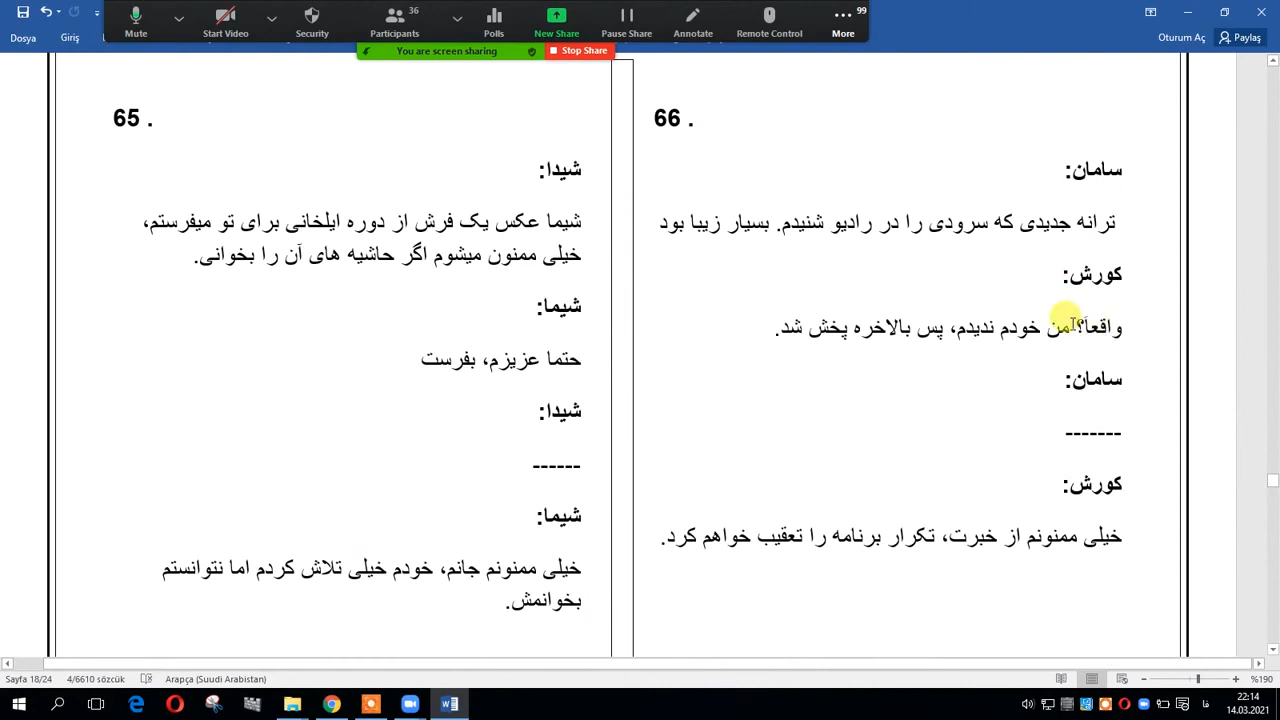 36
99
Mute
Start Video
Security
Participants
Polls
New Share
Pause Share
Annotate
Remote Control
More
Dosya
Giriş
Oturum Aç
Paylaş
You are screen sharing
Stop Share
65 .
شیدا:
شیما عکس یک فرش از دوره ایلخانی برای تو میفرستم،
خیلی ممنون میشوم اگر حاشیه های آن را بخوانی.
شیما:
حتما عزیزم، بفرست
شیدا:
------
شیما:
خیلی ممنونم جانم، خودم خیلی تلاش کردم اما نتوانستم
بخوانمش.
66 .
سامان:
ترانه جدیدی که سرودی را در رادیو شنیدم. بسیار زیبا بود
کورش:
واقعاً؟ من خودم ندیدم، پس بالاخره پخش شد.
سامان:
-------
کورش:
خیلی ممنونم از خبرت، تکرار برنامه را تعقیب خواهم کرد.
Sayfa 18/24
4/6610 sözcük
Arapça (Suudi Arabistan)
%190
22:14
14.03.2021
فا